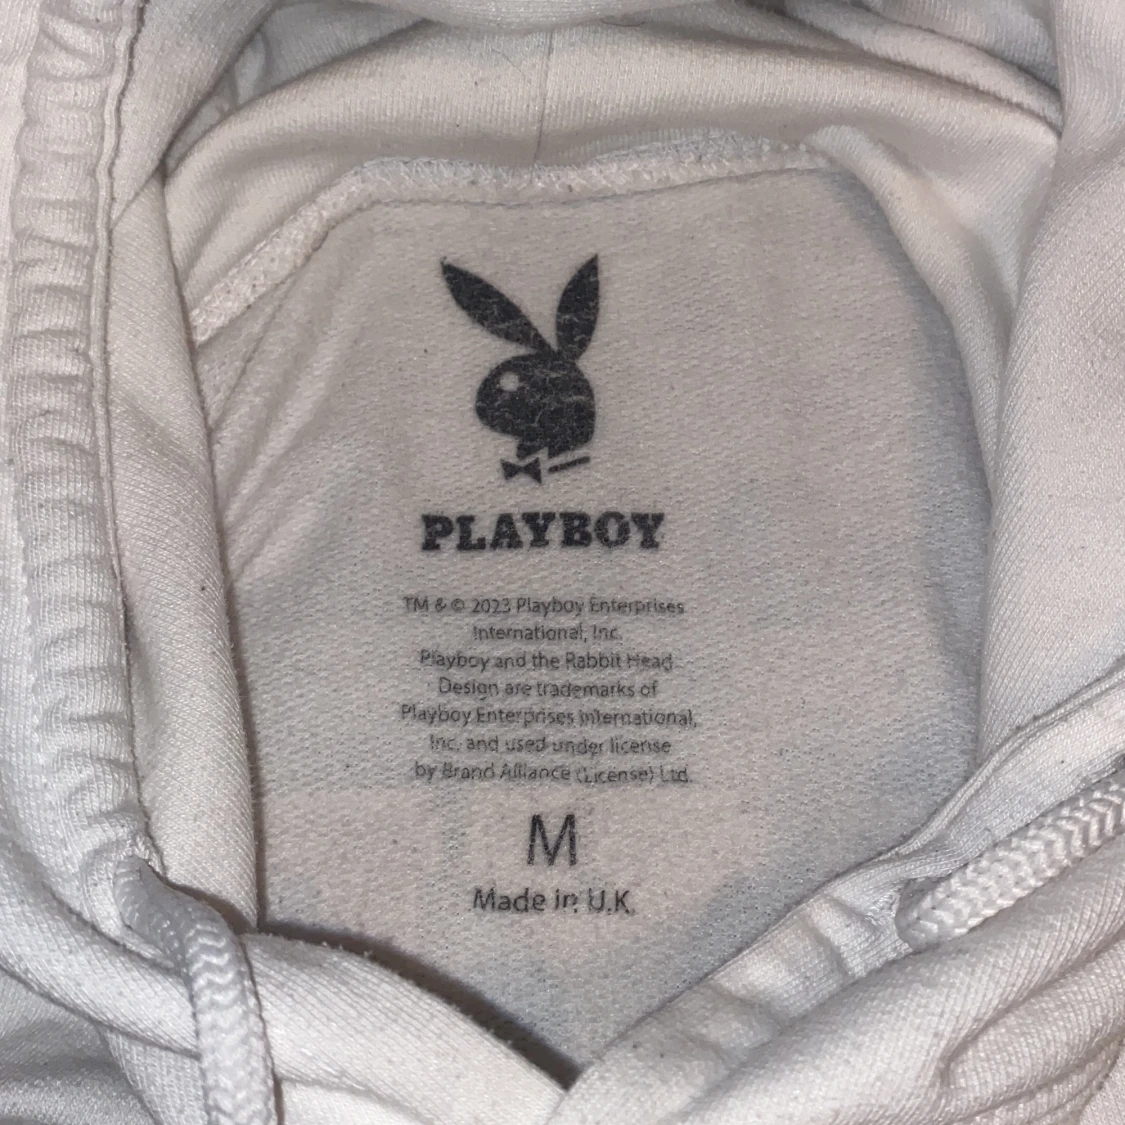 PLAYBOY
TM & © 2023 Playboy Enterprises
International, Inc.
Playboy and the Rabbit Head
Design are trademarks of
Playboy Enterprises International,
Inc. and used under license
by Brand Alliance (License) Ltd.
M
Made in U.K.